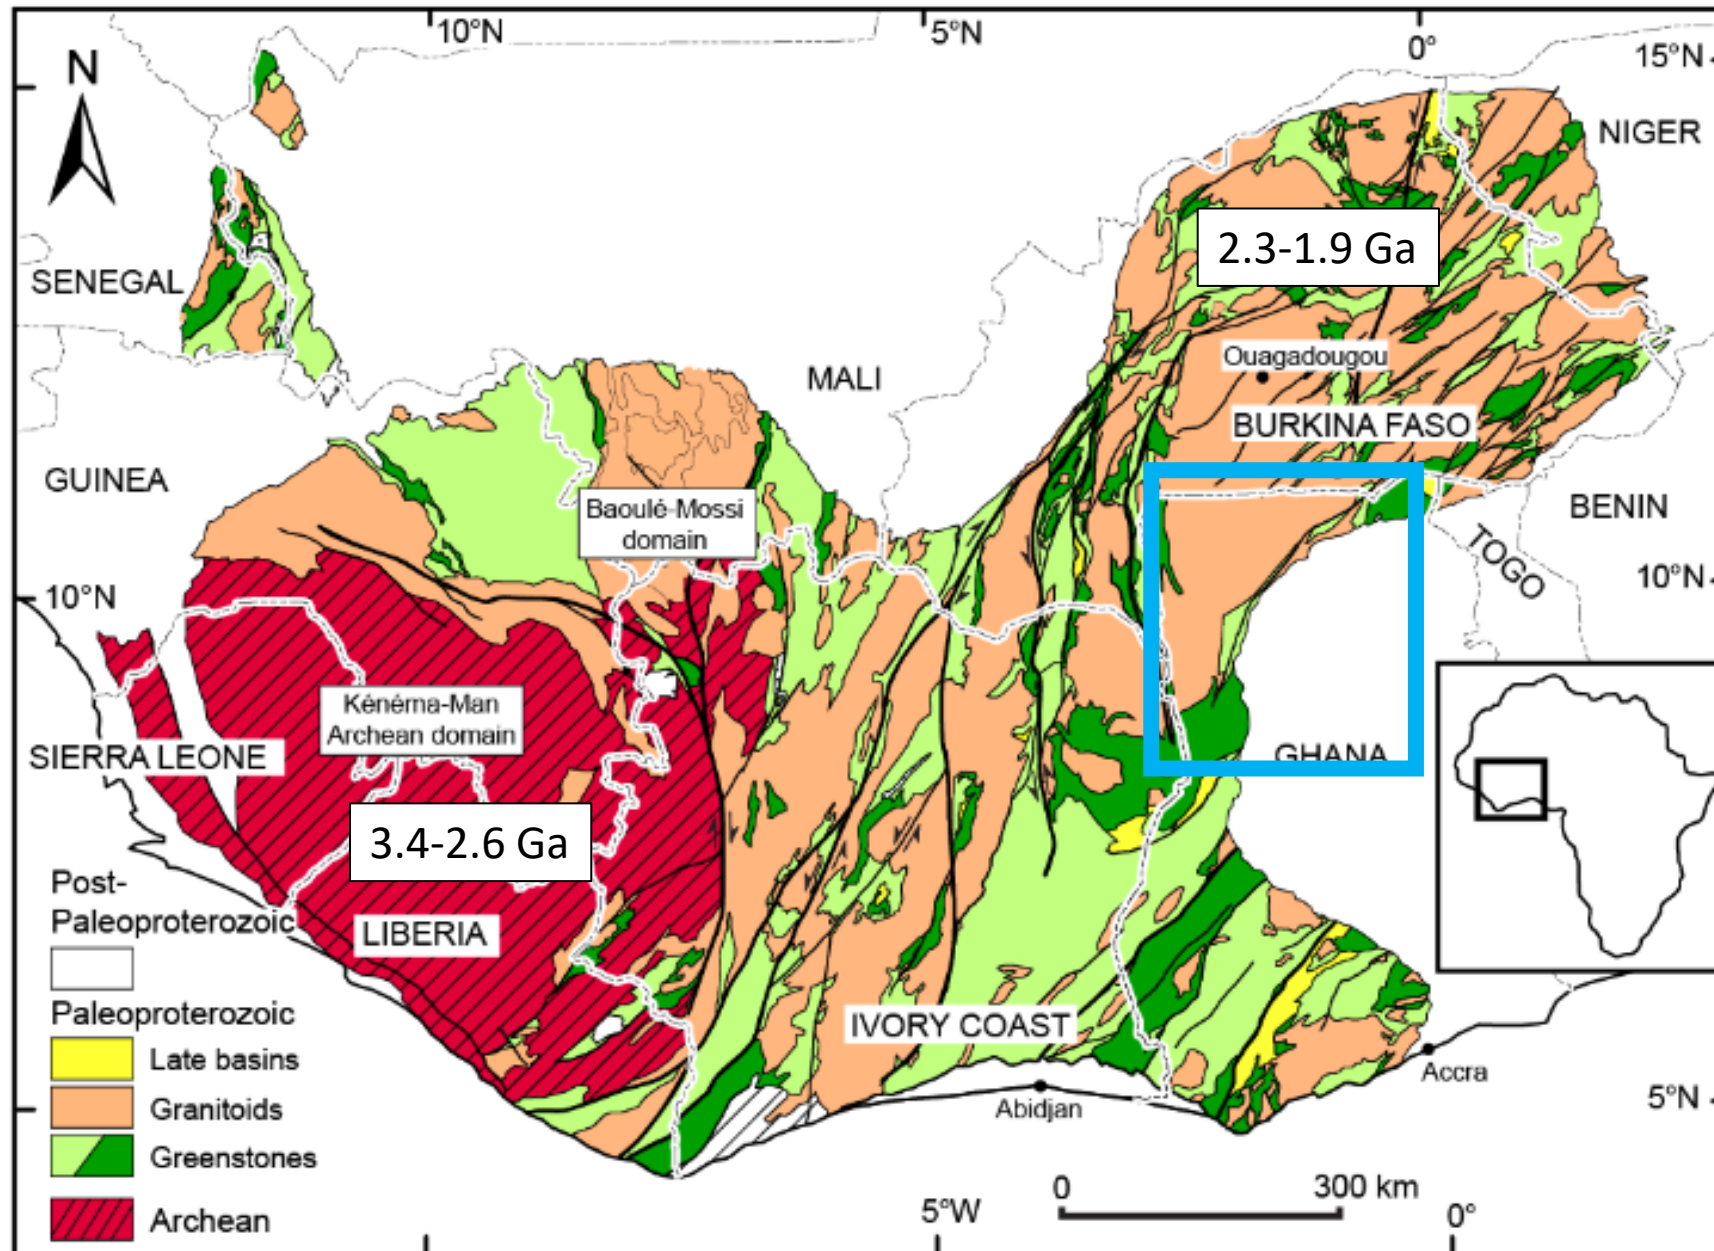 10°N
5°N
0°
15°N
N
NIGER
SENEGAL
2.3-1.9 Ga
MALI
Ouagadougou
BURKINA FASO
GUINEA
BENIN
Baoulé-Mossi
domain
TOGO
10°N
10°N
Kénéma-Man
Archean domain
SIERRA LEONE
GHANA
3.4-2.6 Ga
Post-
Paleoproterozoic
LIBERIA
Paleoproterozoic
IVORY COAST
Late basins
Accra
Granitoids
Abidjan
5°N
Greenstones
0
300 km
Archean
5°W
0°